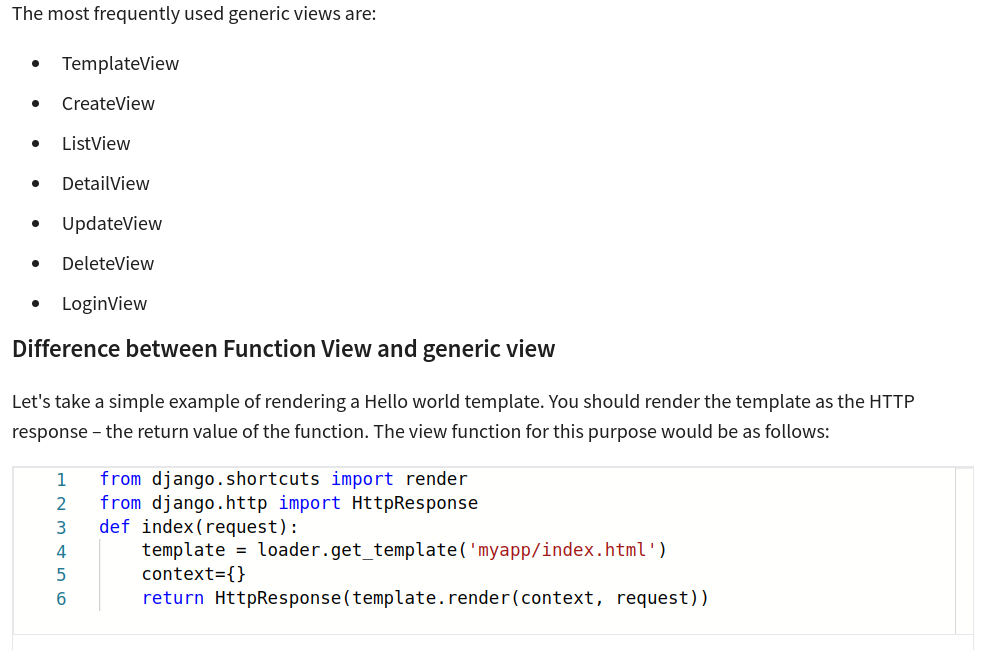 The most frequently used generic views are:
• TemplateView
• CreateView
• ListView
• DetailView
• UpdateView
• DeleteView
• LoginView
Difference between Function View and generic view
Let's take a simple example of rendering a Hello world template. You should render the template as the HTTP
response – the return value of the function. The view function for this purpose would be as follows:
1 from django.shortcuts import render
2 from django.http import HttpResponse
3 def index(request):
4     template = loader.get_template('myapp/index.html')
5     context={}
6     return HttpResponse(template.render(context, request))